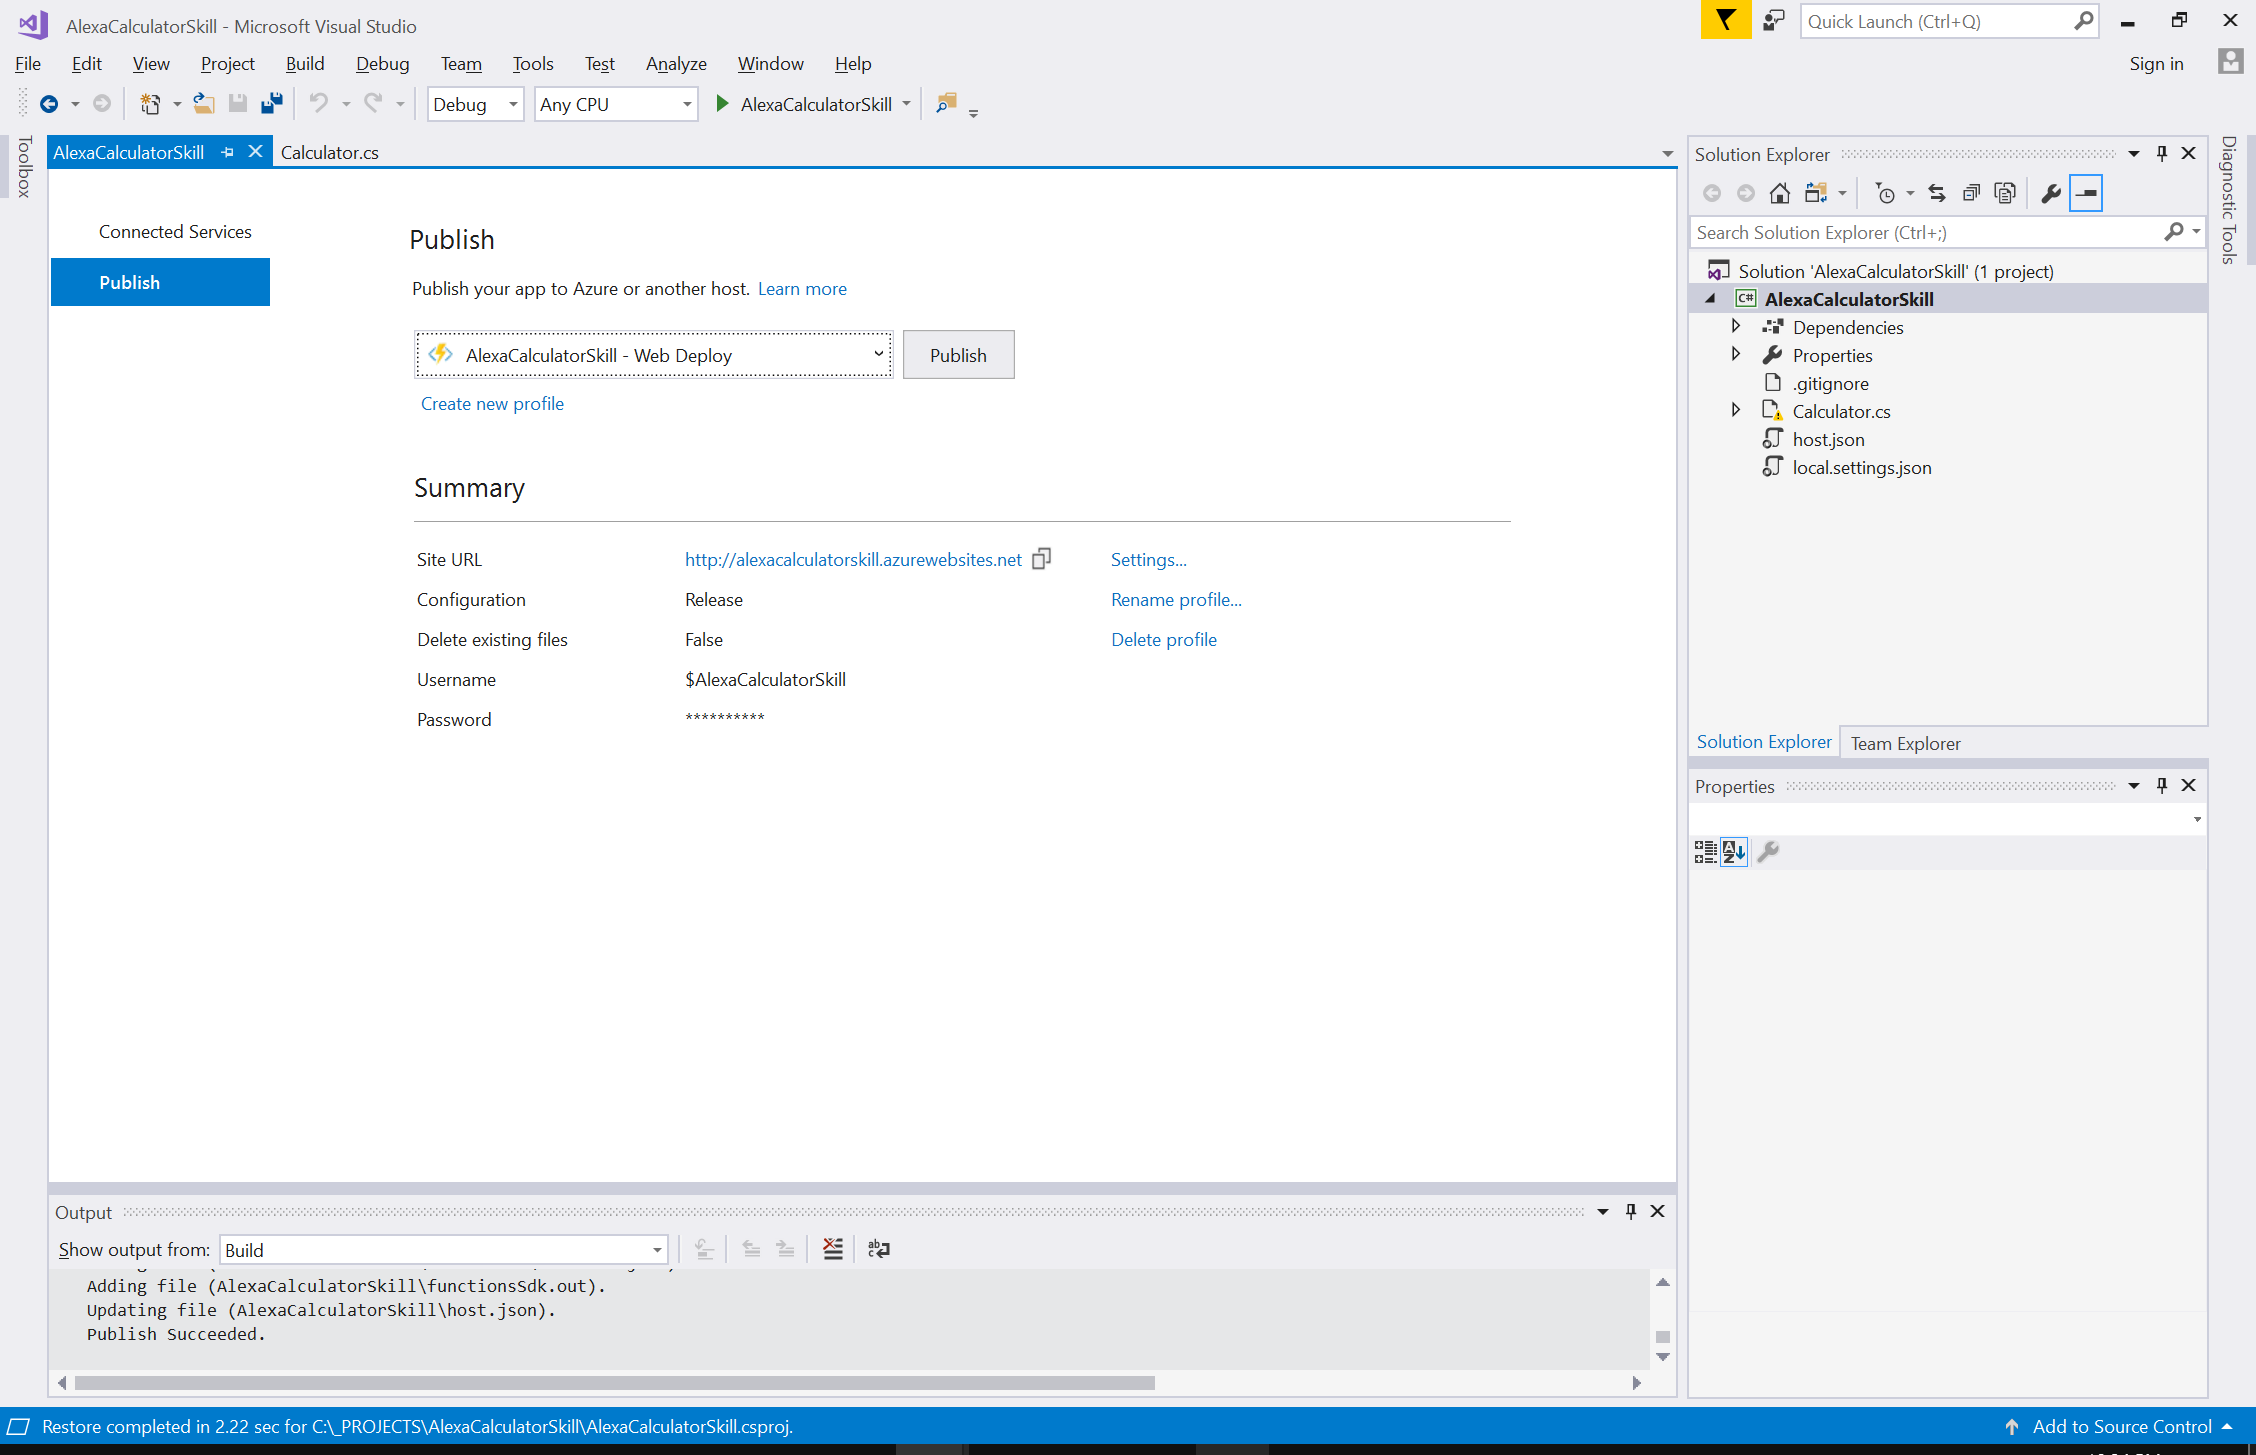 AlexaCalculatorSkill - Microsoft Visual Studio
Quick Launch (Ctrl+Q)
File Edit View Project Build Debug Team Tools Test Analyze Window Help
Sign in
Debug Any CPU AlexaCalculatorSkill
Toolbox
AlexaCalculatorSkill Calculator.cs
Connected Services
Publish
Publish
Publish your app to Azure or another host. Learn more
AlexaCalculatorSkill - Web Deploy Publish
Create new profile
Summary
Site URL http://alexacalculatorskill.azurewebsites.net Settings...
Configuration Release Rename profile...
Delete existing files False Delete profile
Username $AlexaCalculatorSkill
Password **********
Output
Show output from: Build
Adding file (AlexaCalculatorSkill\functionsSdk.out).
Updating file (AlexaCalculatorSkill\host.json).
Publish Succeeded.
Solution Explorer
Search Solution Explorer (Ctrl+;)
Solution 'AlexaCalculatorSkill' (1 project)
C# AlexaCalculatorSkill
Dependencies
Properties
.gitignore
Calculator.cs
host.json
local.settings.json
Solution Explorer Team Explorer
Properties
Diagnostic Tools
Restore completed in 2.22 sec for C:\_PROJECTS\AlexaCalculatorSkill\AlexaCalculatorSkill.csproj.
Add to Source Control